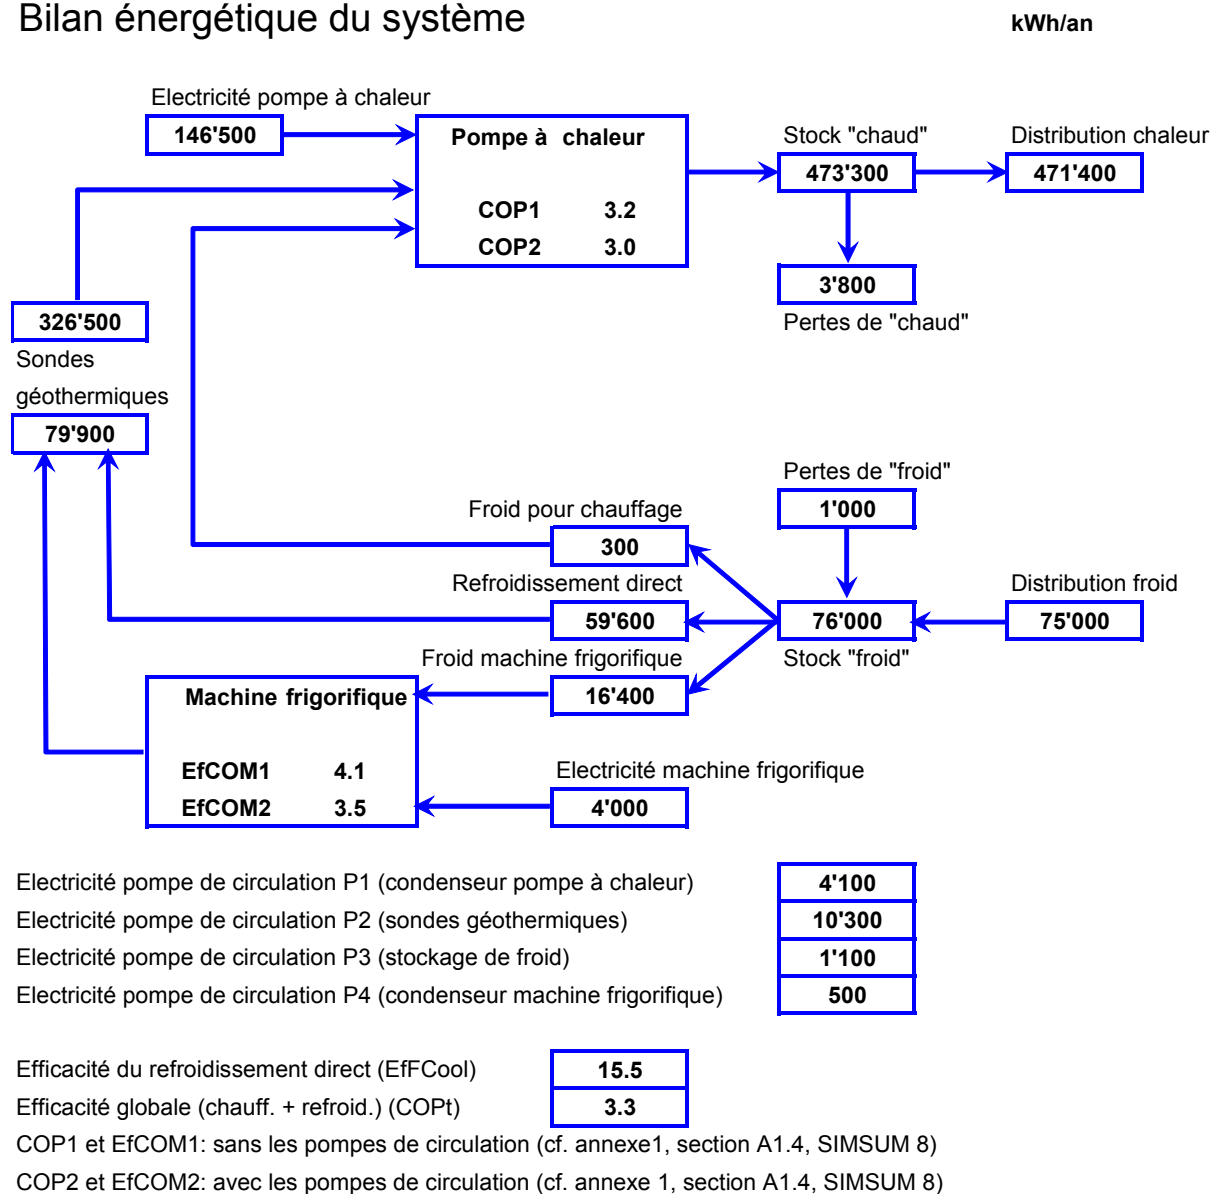 Bilan énergétique du système
kWh/an
Electricité pompe à chaleur
146'500
Pompe à chaleur
COP1 3.2
COP2 3.0
Stock "chaud"
473'300
Distribution chaleur
471'400
3'800
Pertes de "chaud"
326'500
Sondes
géothermiques
79'900
Pertes de "froid"
1'000
Froid pour chauffage
300
Refroidissement direct
59'600
76'000
Stock "froid"
Distribution froid
75'000
Froid machine frigorifique
16'400
Machine frigorifique
EfCOM1 4.1
EfCOM2 3.5
Electricité machine frigorifique
4'000
Electricité pompe de circulation P1 (condenseur pompe à chaleur) 4'100
Electricité pompe de circulation P2 (sondes géothermiques) 10'300
Electricité pompe de circulation P3 (stockage de froid) 1'100
Electricité pompe de circulation P4 (condenseur machine frigorifique) 500
Efficacité du refroidissement direct (EfFCool) 15.5
Efficacité globale (chauff. + refroid.) (COPt) 3.3
COP1 et EfCOM1: sans les pompes de circulation (cf. annexe1, section A1.4, SIMSUM 8)
COP2 et EfCOM2: avec les pompes de circulation (cf. annexe 1, section A1.4, SIMSUM 8)